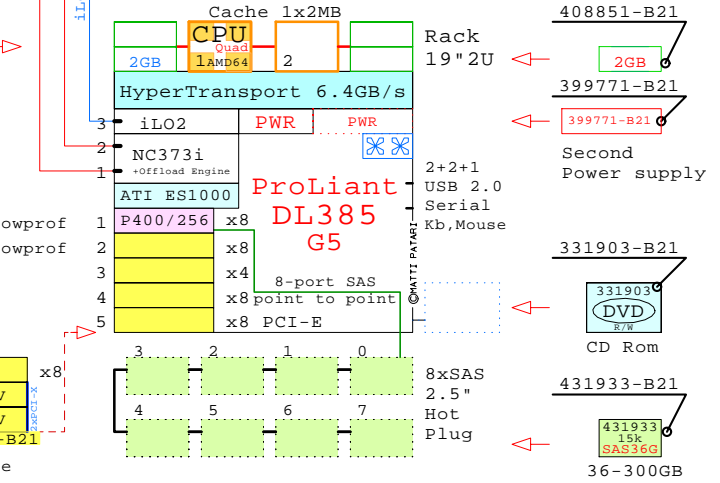 iLo
Cache 1x2MB
CPU
Quad
2GB
1 AMD64
2
Rack
19"2U
HyperTransport 6.4GB/s
3
iLO2
PWR
PWR
2
NC373i
1
+Offload Engine
ATI ES1000
ProLiant
DL385
G5
2+2+1
USB 2.0
Serial
Kb,Mouse
©MATTI PATARI
owprof
1
P400/256
x8
owprof
2
x8
3
x4
8-port SAS
4
x8
point to point
5
x8 PCI-E
x8
2xPCI-X
V
V
-B21
e
3
2
1
0
4
5
6
7
8xSAS
2.5"
Hot
Plug
408851-B21
2GB
399771-B21
399771-B21
Second
Power supply
331903-B21
331903
DVD
R/W
CD Rom
431933-B21
431933
15k
SAS36G
36-300GB